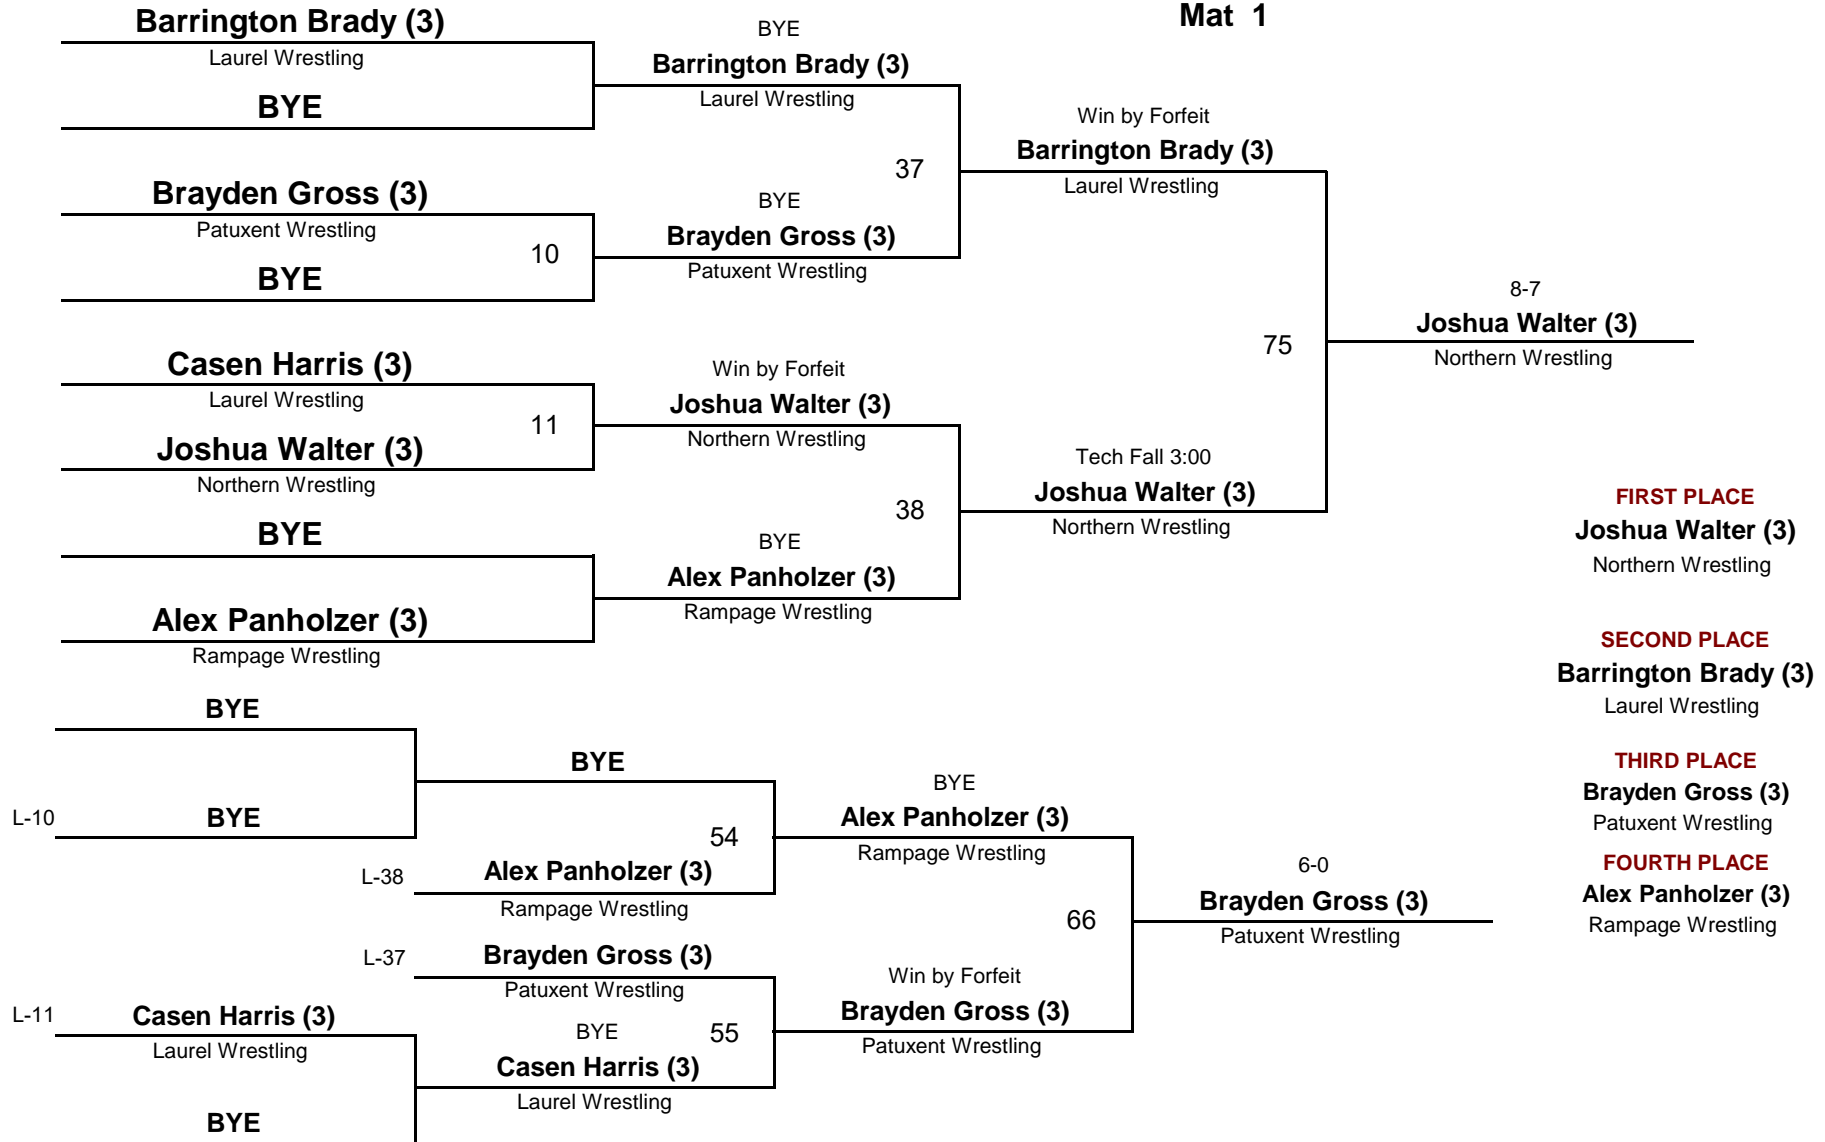 Mat 1
Barrington Brady (3)
Laurel Wrestling
BYE
BYE
Barrington Brady (3)
Laurel Wrestling
Brayden Gross (3)
Patuxent Wrestling
10
BYE
BYE
Brayden Gross (3)
Patuxent Wrestling
37
Win by Forfeit
Barrington Brady (3)
Laurel Wrestling
Casen Harris (3)
Laurel Wrestling
11
Joshua Walter (3)
Northern Wrestling
Win by Forfeit
Joshua Walter (3)
Northern Wrestling
BYE
Alex Panholzer (3)
Rampage Wrestling
38
BYE
Alex Panholzer (3)
Rampage Wrestling
Tech Fall 3:00
Joshua Walter (3)
Northern Wrestling
75
8-7
Joshua Walter (3)
Northern Wrestling
BYE
L-10
BYE
BYE
54
L-38
Alex Panholzer (3)
Rampage Wrestling
BYE
Alex Panholzer (3)
Rampage Wrestling
L-37
Brayden Gross (3)
Patuxent Wrestling
L-11
Casen Harris (3)
Laurel Wrestling
BYE
BYE
55
Casen Harris (3)
Laurel Wrestling
Win by Forfeit
Brayden Gross (3)
Patuxent Wrestling
66
6-0
Brayden Gross (3)
Patuxent Wrestling
FIRST PLACE
Joshua Walter (3)
Northern Wrestling
SECOND PLACE
Barrington Brady (3)
Laurel Wrestling
THIRD PLACE
Brayden Gross (3)
Patuxent Wrestling
FOURTH PLACE
Alex Panholzer (3)
Rampage Wrestling